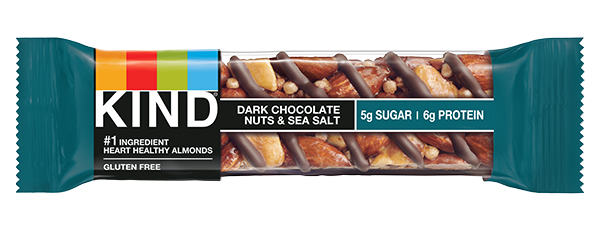 KIND
#1 INGREDIENT
HEART HEALTHY ALMONDS
GLUTEN FREE
DARK CHOCOLATE
NUTS & SEA SALT
5g SUGAR | 6g PROTEIN